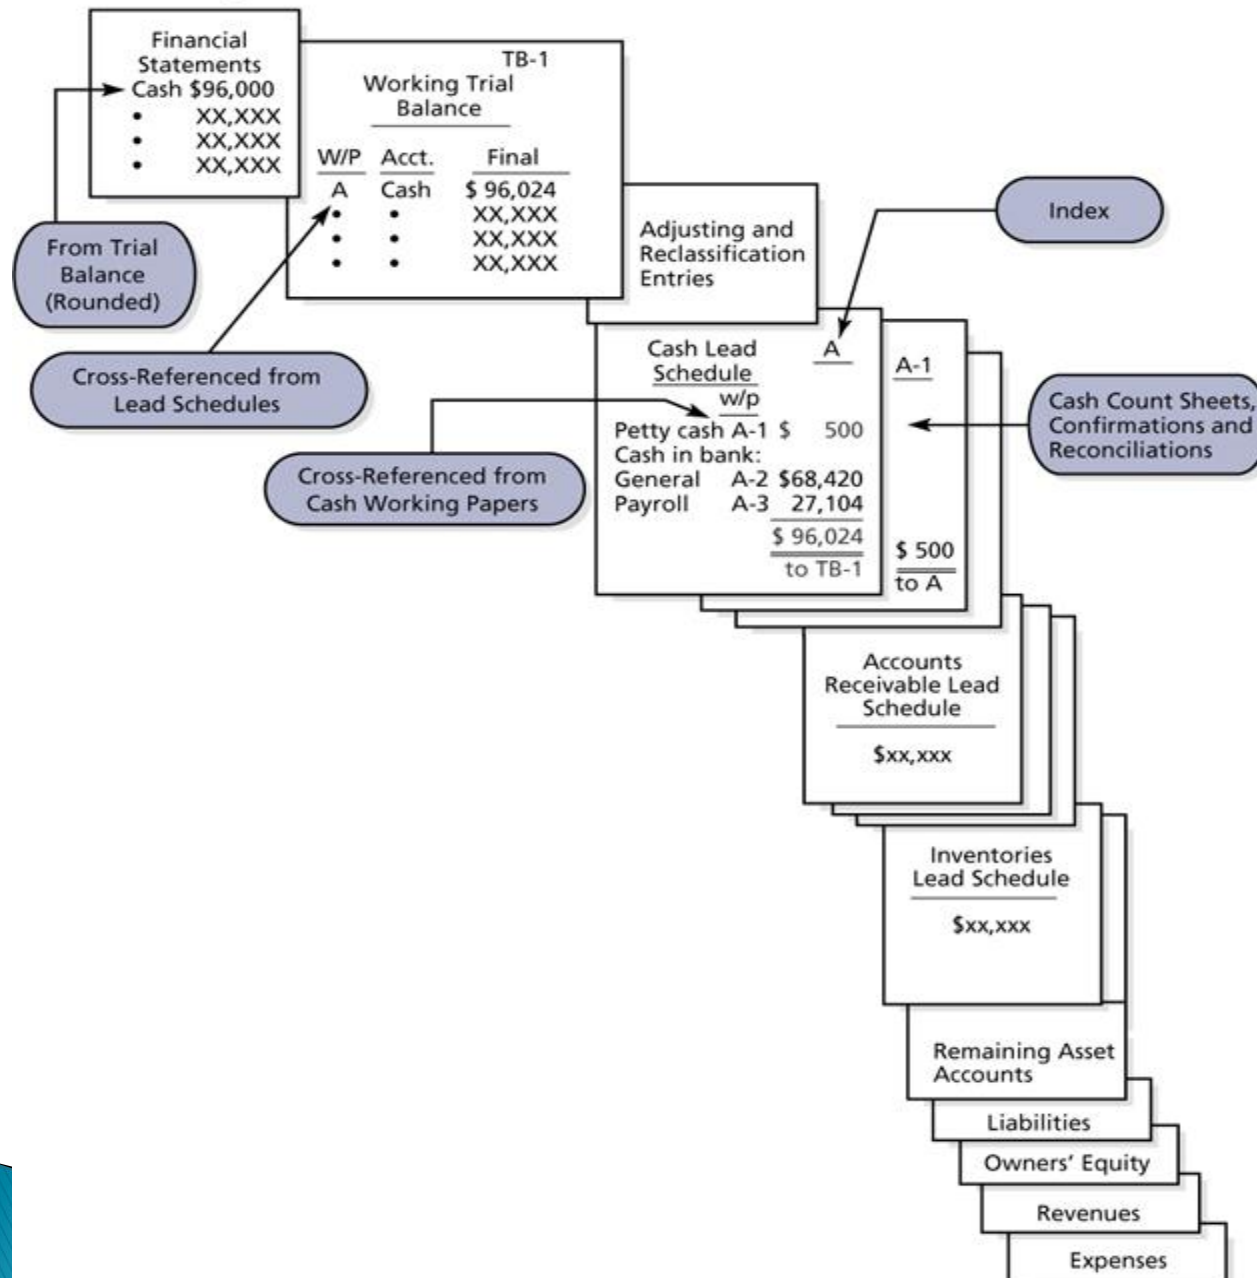 Financial
Statements
Cash $96,000
• XX,XXX
• XX,XXX
• XX,XXX
TB-1
Working Trial
Balance
W/P Acct. Final
A Cash $ 96,024
• • XX,XXX
• • XX,XXX
• • XX,XXX
From Trial
Balance
(Rounded)
Cross-Referenced from
Lead Schedules
Adjusting and
Reclassification
Entries
Index
Cash Lead
Schedule
A
w/p
Petty cash A-1 $ 500
Cash in bank:
General A-2 $68,420
Payroll A-3 27,104
$ 96,024
to TB-1
A-1
$ 500
to A
Cross-Referenced from
Cash Working Papers
Cash Count Sheets,
Confirmations and
Reconciliations
Accounts
Receivable Lead
Schedule
$xx,xxx
Inventories
Lead Schedule
$xx,xxx
Remaining Asset
Accounts
Liabilities
Owners' Equity
Revenues
Expenses